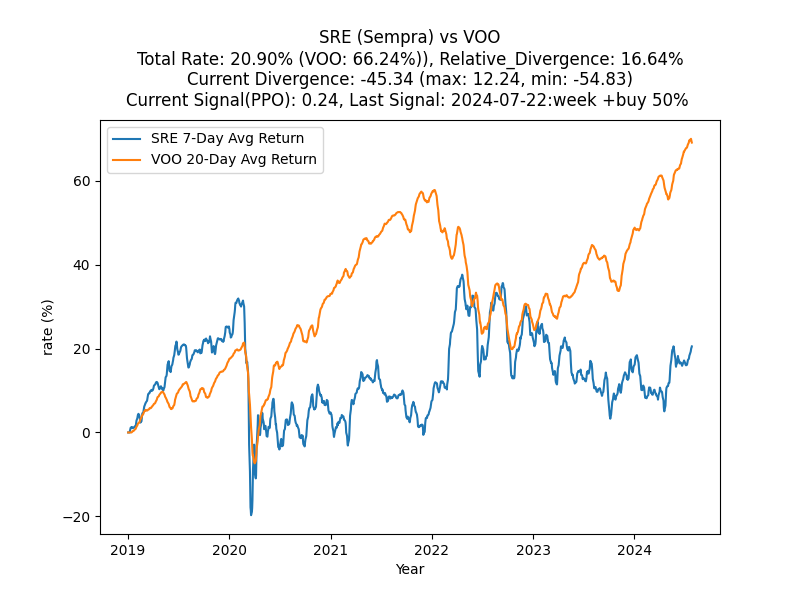 SRE (Sempra) vs VOO
Total Rate: 20.90% (VOO: 66.24%)), Relative_Divergence: 16.64%
Current Divergence: -45.34 (max: 12.24, min: -54.83)
Current Signal(PPO): 0.24, Last Signal: 2024-07-22:week +buy 50%
SRE 7-Day Avg Return
VOO 20-Day Avg Return
60
40
20
0
−20
rate (%)
2019 2020 2021 2022 2023 2024
Year